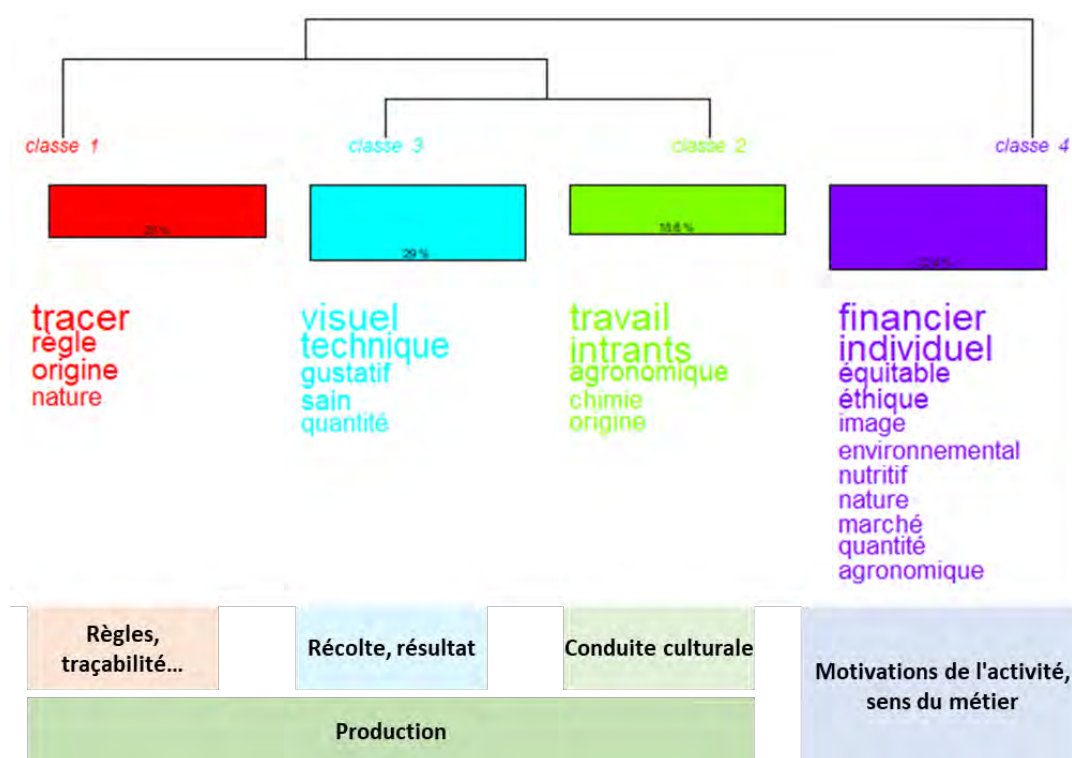 classe 1
classe 3
classe 2
classe 4
29 %
18.6 %
tracer
règle
origine
nature
visuel
technique
gustatif
sain
quantité
travail
intrants
agronomique
chimie
origine
financier
individuel
équitable
éthique
image
environnemental
nutritif
nature
marché
quantité
agronomique
Règles,
traçabilité...
Récolte, résultat
Conduite culturale
Motivations de l'activité,
sens du métier
Production